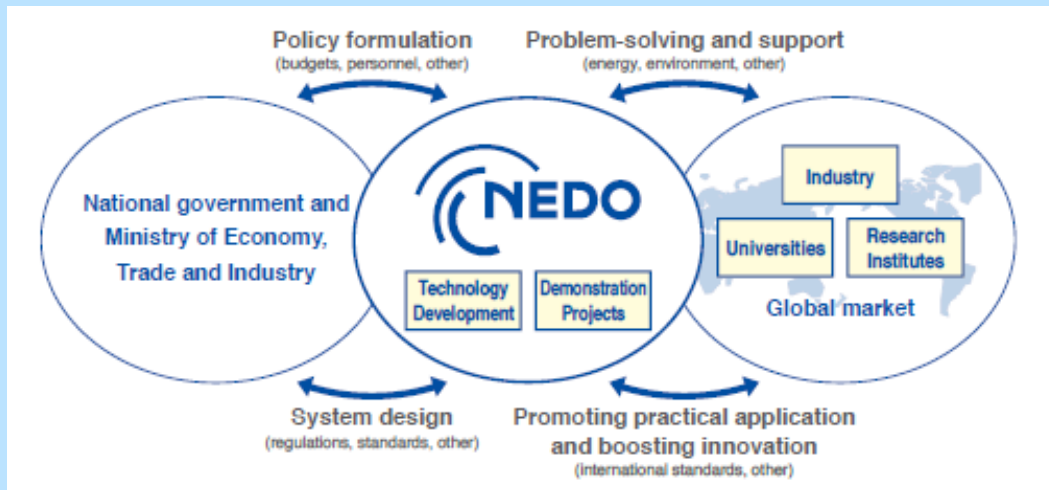 Policy formulation
(budgets, personnel, other)
Problem-solving and support
(energy, environment, other)
National government and
Ministry of Economy,
Trade and Industry
NEDO
Technology
Development
Demonstration
Projects
Industry
Universities
Research
Institutes
Global market
System design
(regulations, standards, other)
Promoting practical application
and boosting innovation
(international standards, other)